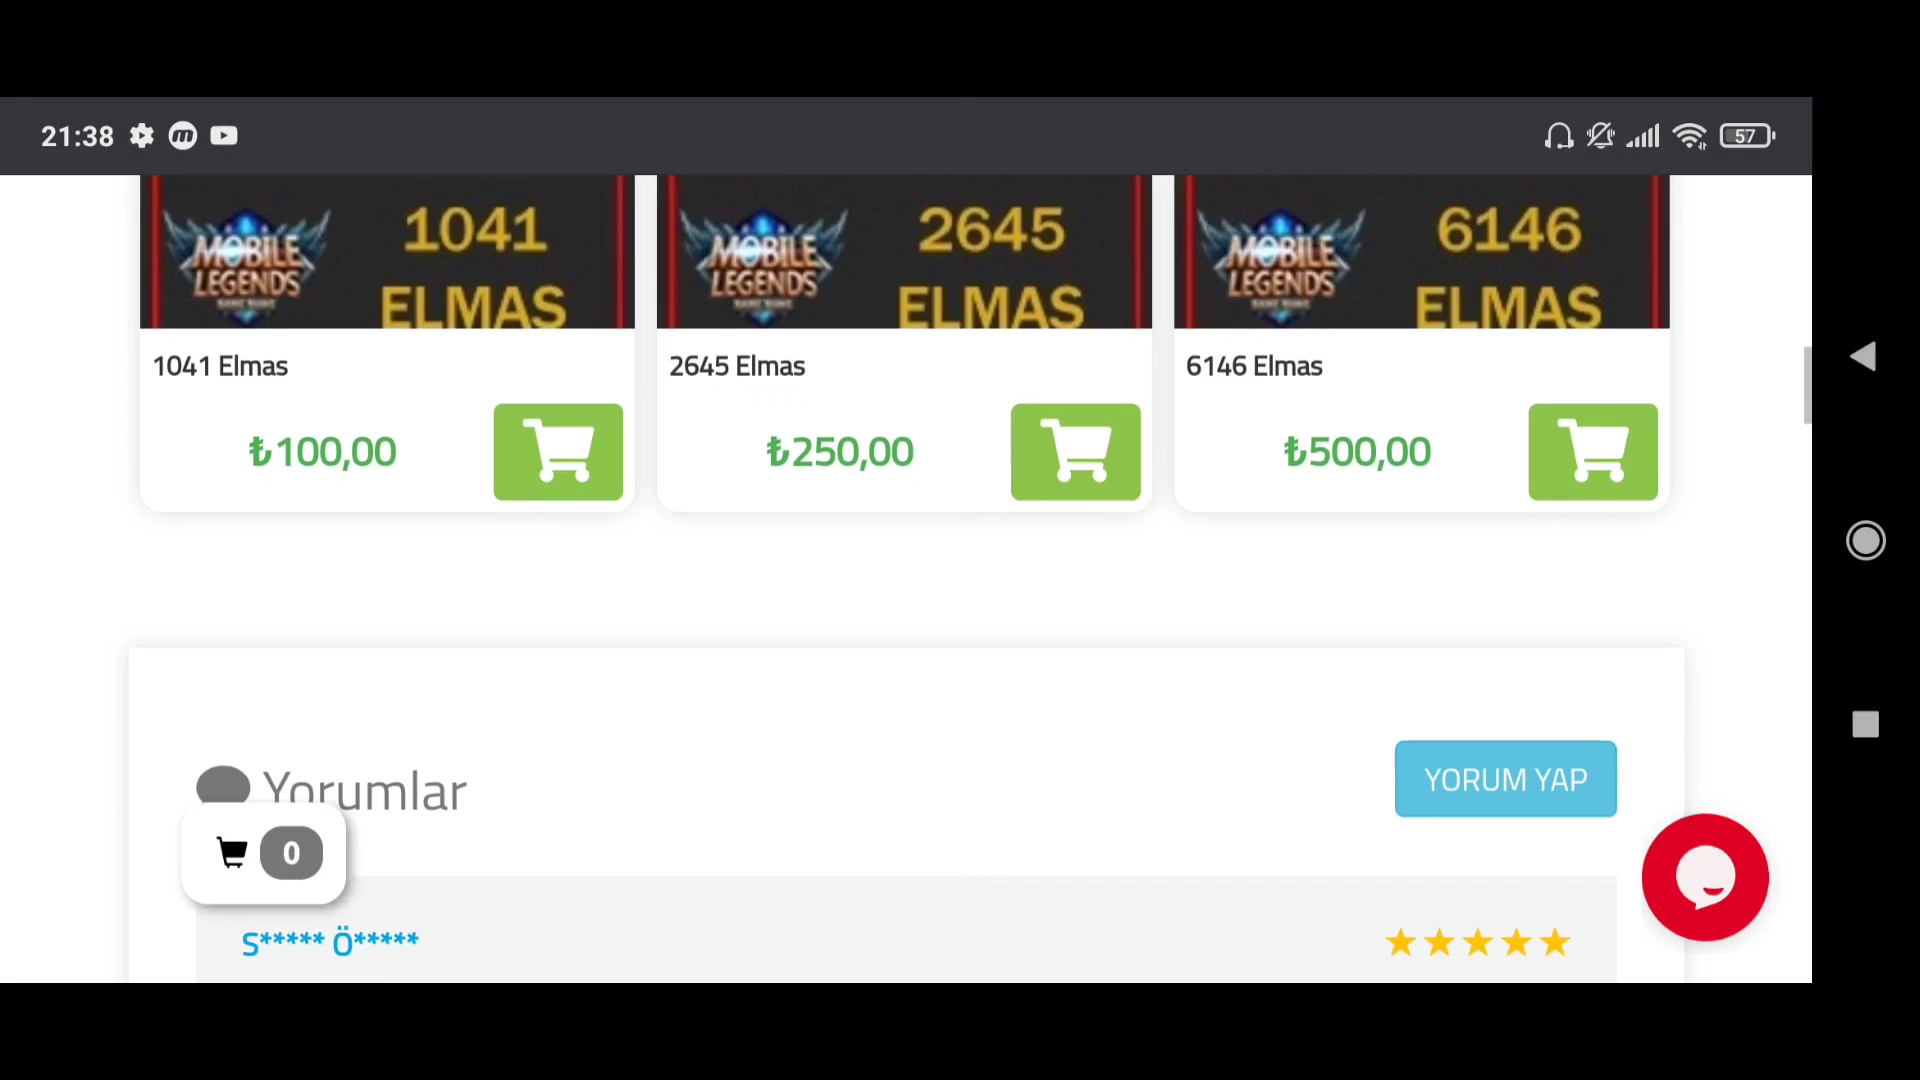 21:38
57
MOBILE LEGENDS
1041 ELMAS
MOBILE LEGENDS
2645 ELMAS
MOBILE LEGENDS
6146 ELMAS
1041 Elmas
2645 Elmas
6146 Elmas
₺100,00
₺250,00
₺500,00
Yorumlar
YORUM YAP
0
S***** Ö*****